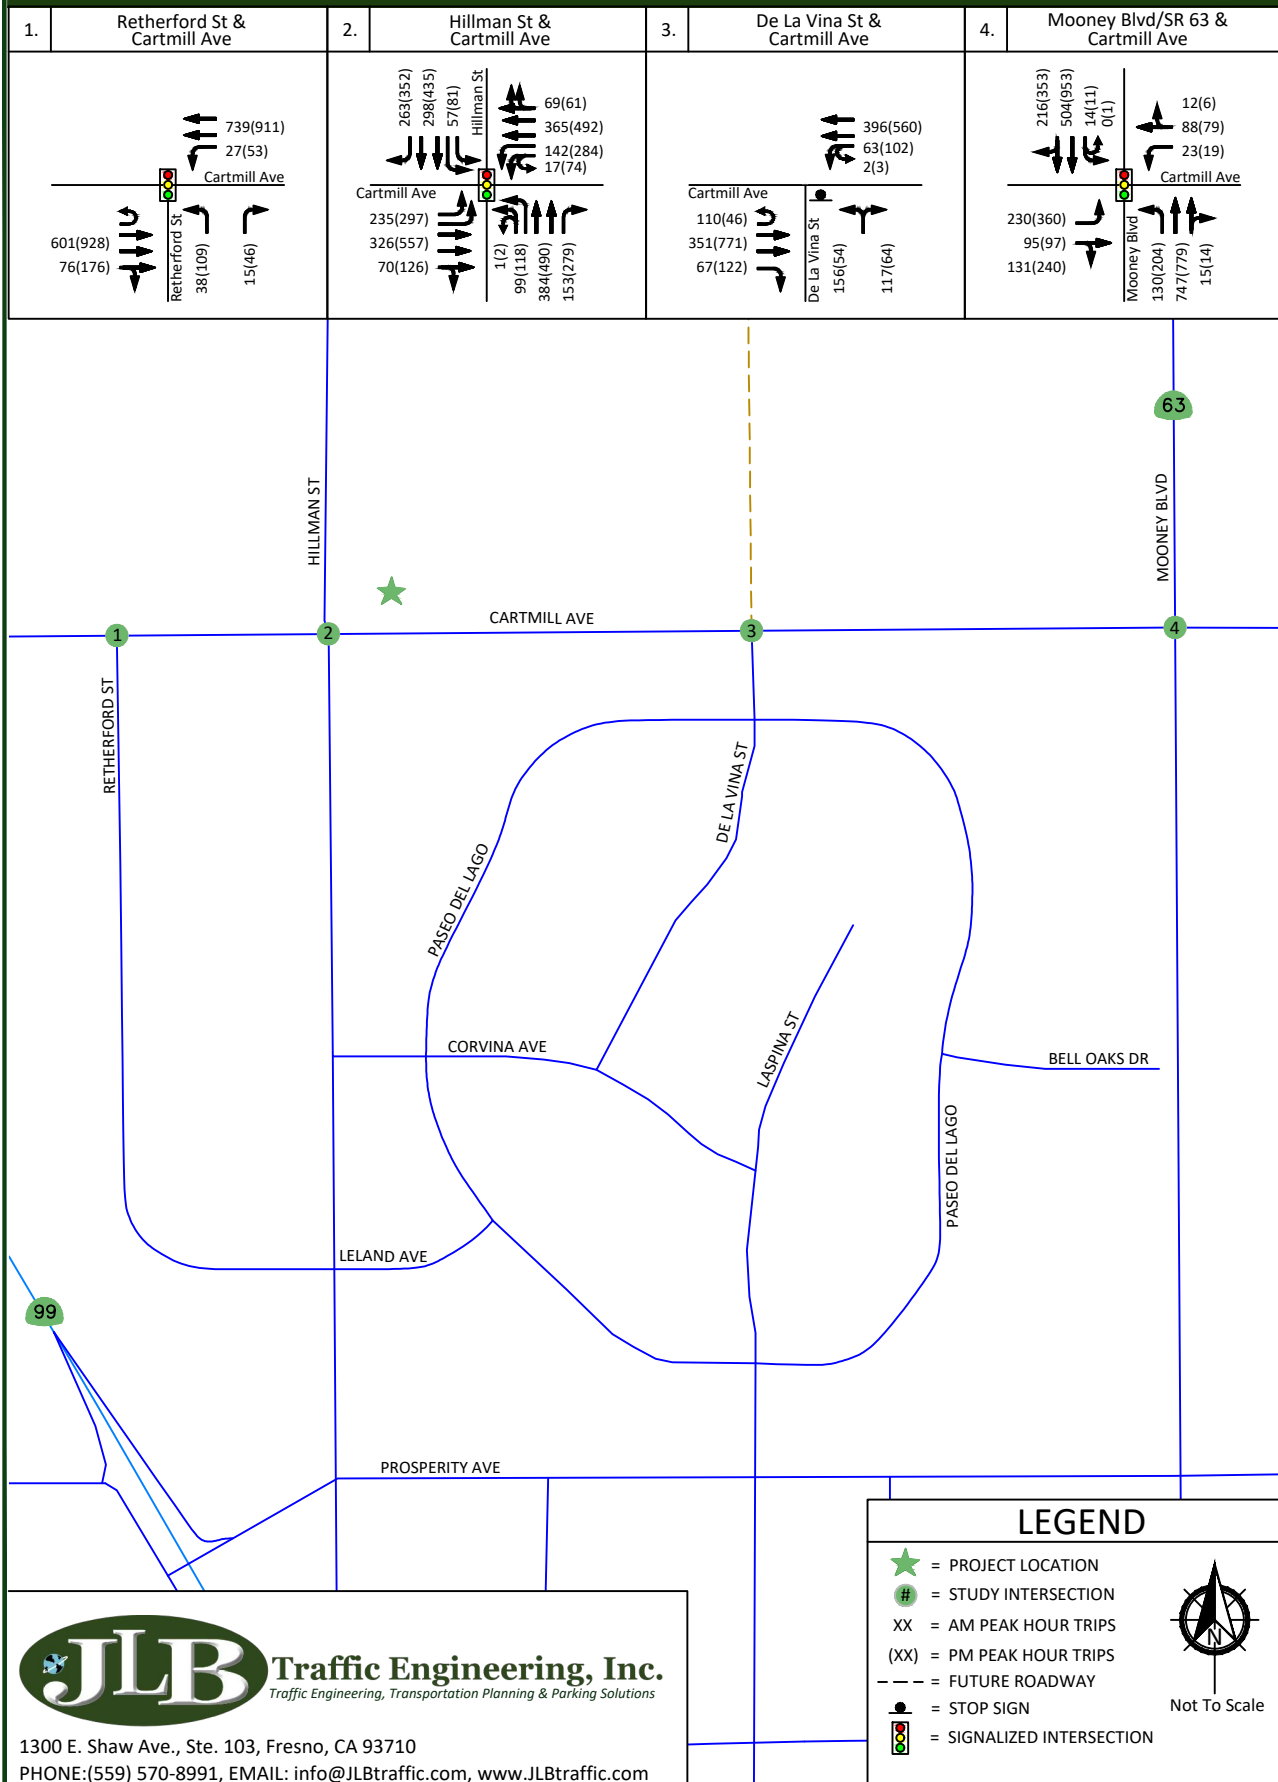 1.
Retherford St &
Cartmill Ave
2.
Hillman St &
Cartmill Ave
3.
De La Vina St &
Cartmill Ave
4.
Mooney Blvd/SR 63 &
Cartmill Ave
739(911)
27(53)
Cartmill Ave
601(928)
76(176)
Retherford St
38(109)
15(46)
263(352)
298(435)
57(81)
Hillman St
69(61)
365(492)
142(284)
17(74)
Cartmill Ave
235(297)
326(557)
70(126)
1(2)
99(118)
384(490)
153(279)
396(560)
63(102)
2(3)
Cartmill Ave
110(46)
351(771)
67(122)
De La Vina St
156(54)
117(64)
216(353)
504(953)
14(11)
0(1)
12(6)
88(79)
23(19)
Cartmill Ave
230(360)
95(97)
131(240)
Mooney Blvd
130(204)
747(779)
15(14)
63
HILLMAN ST
MOONEY BLVD
CARTMILL AVE
1
2
3
4
RETHERFORD ST
DE LA VINA ST
PASEO DEL LAGO
LASPINA ST
CORVINA AVE
BELL OAKS DR
PASEO DEL LAGO
LELAND AVE
99
PROSPERITY AVE
LEGEND
= PROJECT LOCATION
# = STUDY INTERSECTION
XX = AM PEAK HOUR TRIPS
(XX) = PM PEAK HOUR TRIPS
= FUTURE ROADWAY
= STOP SIGN
= SIGNALIZED INTERSECTION
N
Not To Scale
JLB
Traffic Engineering, Inc.
Traffic Engineering, Transportation Planning & Parking Solutions
1300 E. Shaw Ave., Ste. 103, Fresno, CA 93710
PHONE:(559) 570-8991, EMAIL: info@JLBtraffic.com, www.JLBtraffic.com